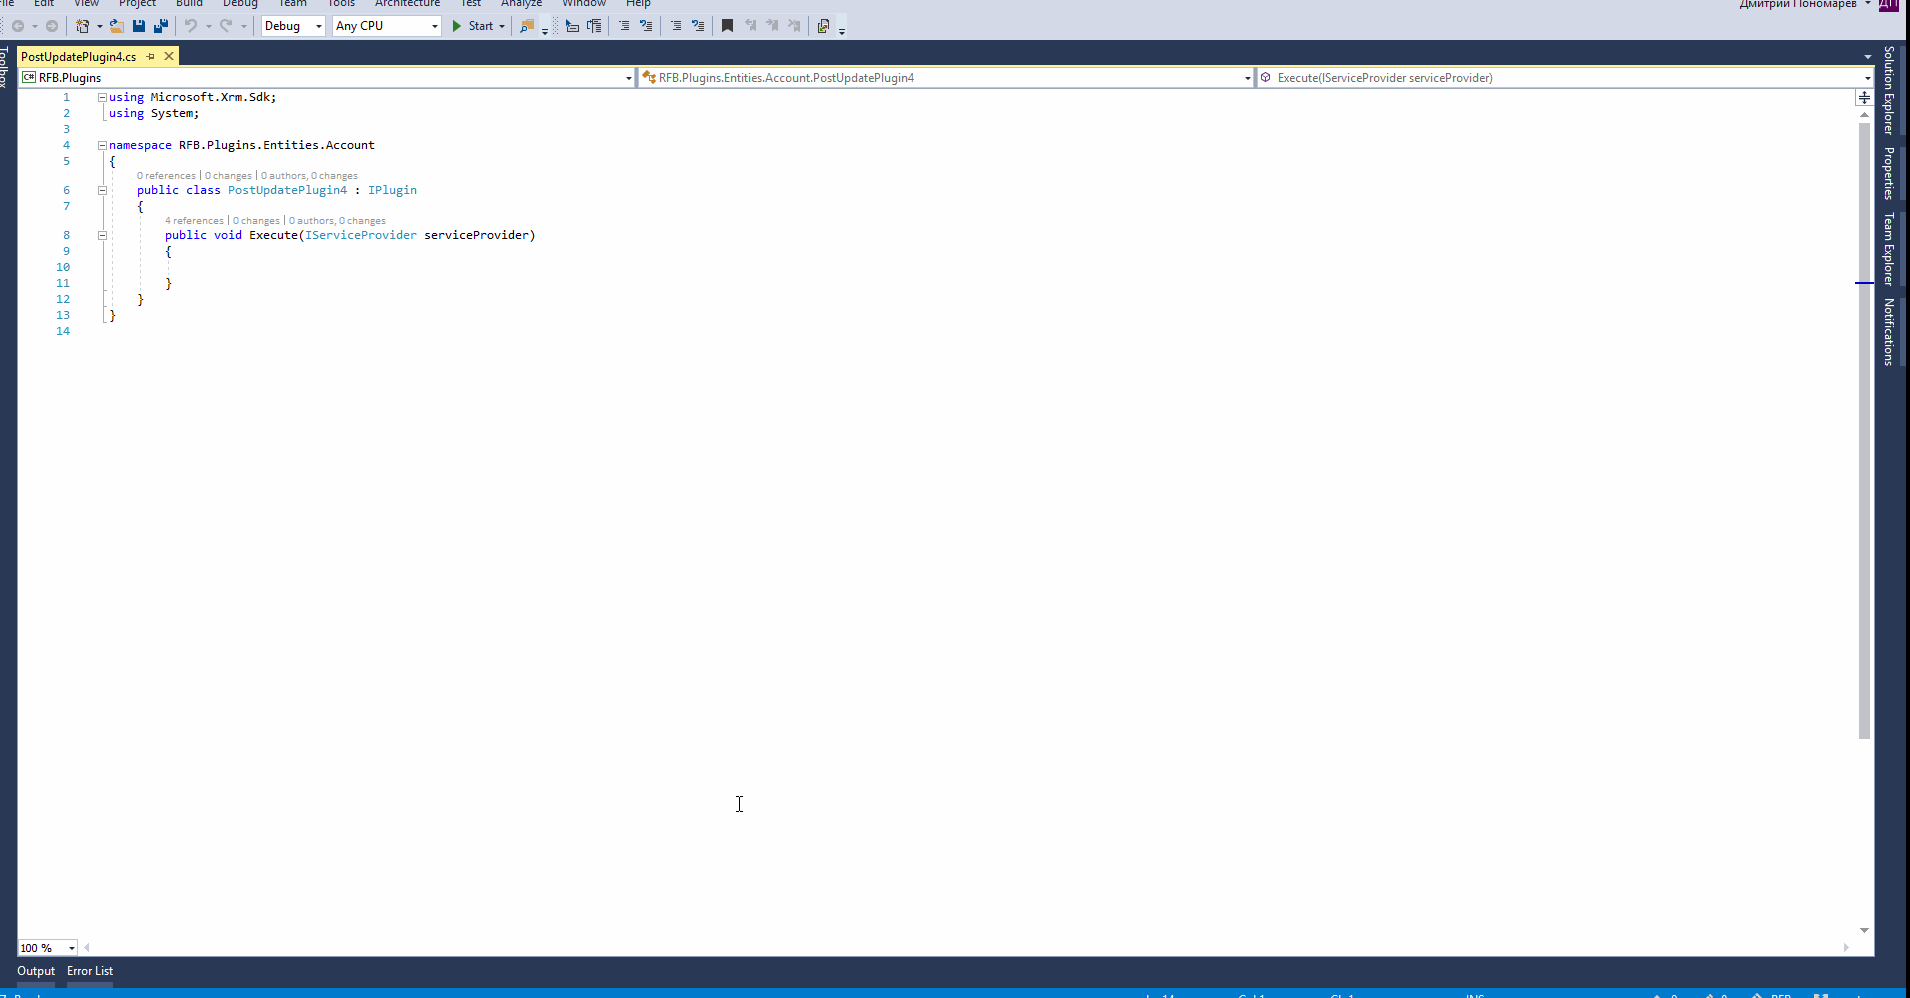 File Edit View Project Build Debug Team Tools Architecture Test Analyze Window Help
Дмитрий Пономарев ДП
Debug Any CPU Start
Toolbox
PostUpdatePlugin4.cs
RFB.Plugins RFB.Plugins.Entities.Account.PostUpdatePlugin4 Execute(IServiceProvider serviceProvider)
1 using Microsoft.Xrm.Sdk;
2 using System;
3
4 namespace RFB.Plugins.Entities.Account
5 {
0 references | 0 changes | 0 authors, 0 changes
6 public class PostUpdatePlugin4 : IPlugin
7 {
4 references | 0 changes | 0 authors, 0 changes
8 public void Execute(IServiceProvider serviceProvider)
9 {
10
11 }
12 }
13 }
14
Solution Explorer
Properties
Team Explorer
Notifications
100 %
Output Error List